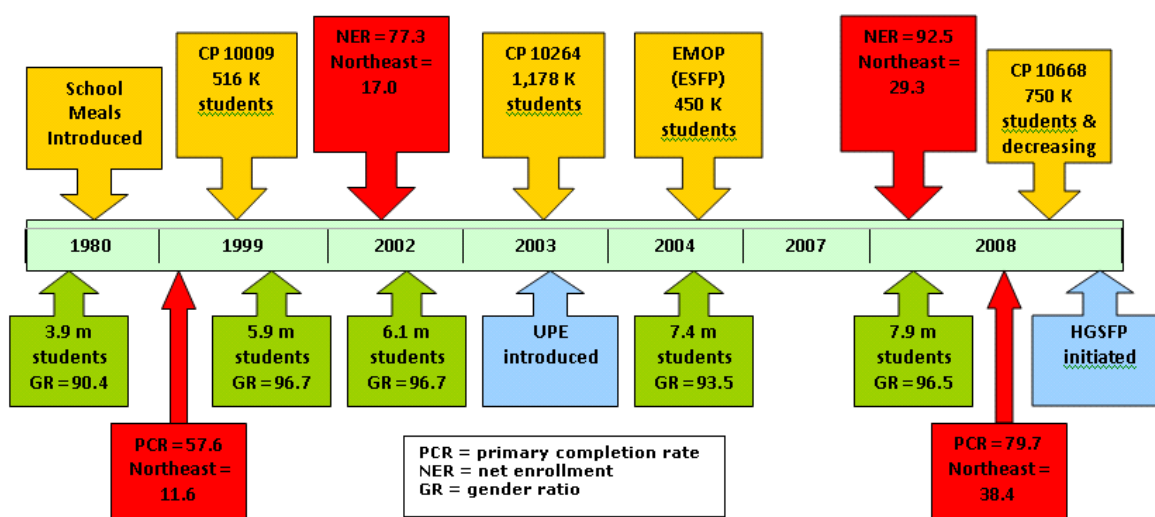 School
Meals
Introduced
CP 10009
516 K
students
NER = 77.3
Northeast =
17.0
CP 10264
1,178 K
students
EMOP
(ESFP)
450 K
students
NER = 92.5
Northeast =
29.3
CP 10668
750 K
students &
decreasing
1980
1999
2002
2003
2004
2007
2008
3.9 m
students
GR = 90.4
5.9 m
students
GR = 96.7
6.1 m
students
GR = 96.7
UPE
introduced
7.4 m
students
GR = 93.5
7.9 m
students
GR = 96.5
HGSFP
initiated
PCR = 57.6
Northeast =
11.6
PCR = primary completion rate
NER = net enrollment
GR = gender ratio
PCR = 79.7
Northeast =
38.4